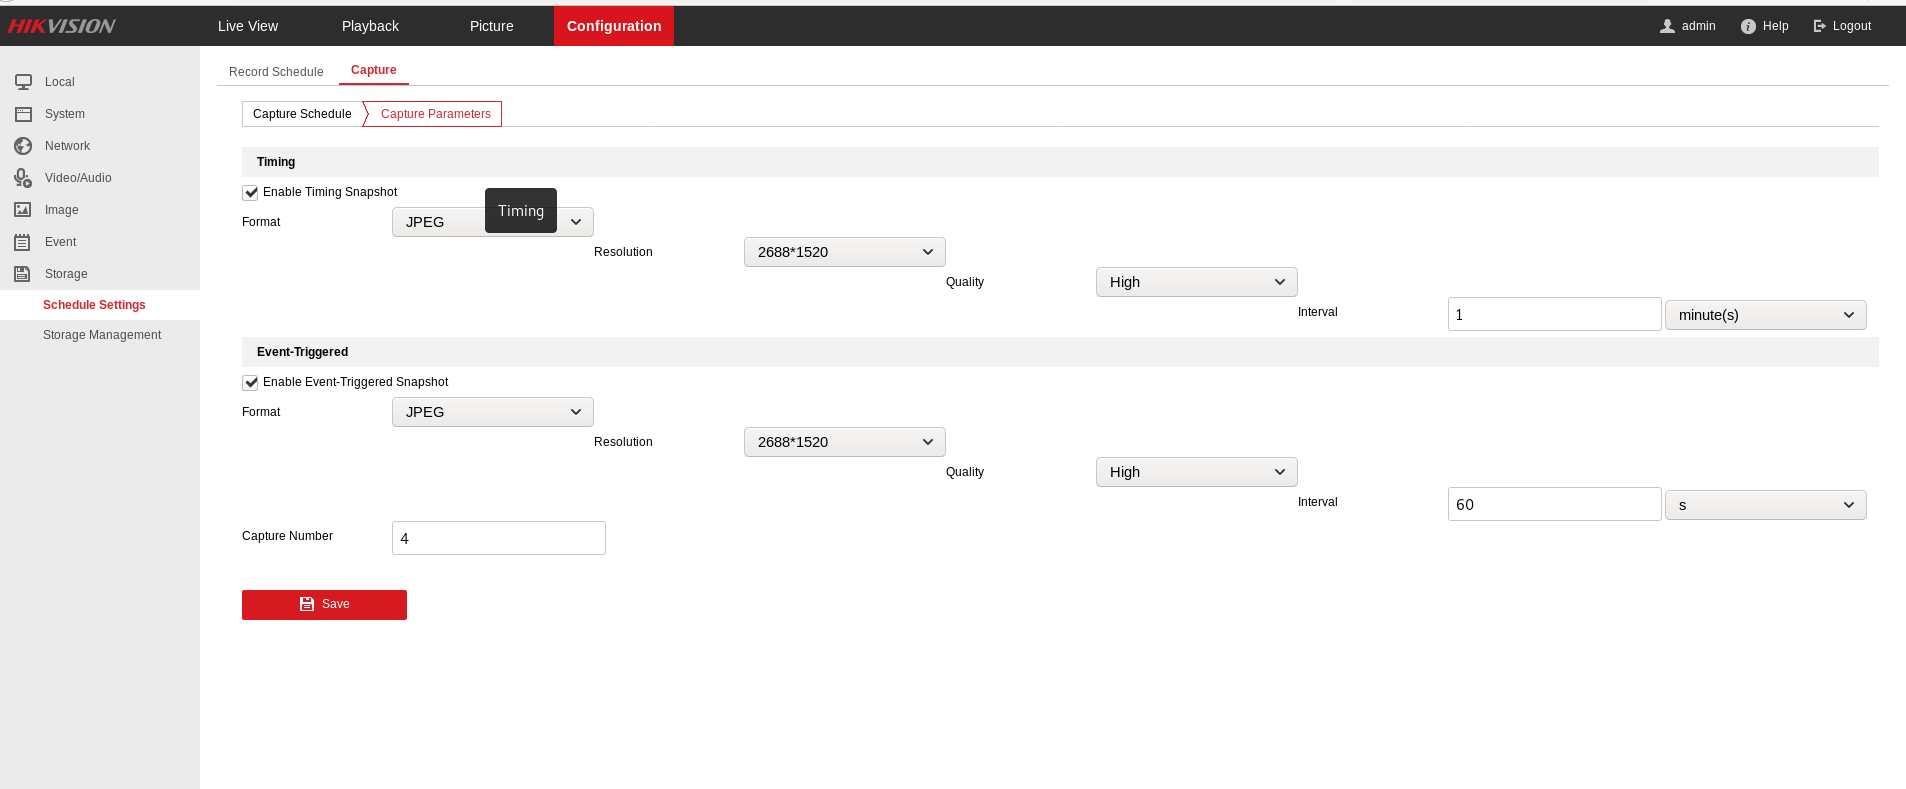 HIKVISION Live View Playback Picture Configuration admin Help Logout
Local
System
Network
Video/Audio
Image
Event
Storage
Schedule Settings
Storage Management
Record Schedule Capture
Capture Schedule Capture Parameters
Timing
Enable Timing Snapshot
Timing
Format JPEG
Resolution 2688*1520
Quality High
Interval 1 minute(s)
Event-Triggered
Enable Event-Triggered Snapshot
Format JPEG
Resolution 2688*1520
Quality High
Interval 60 s
Capture Number 4
Save